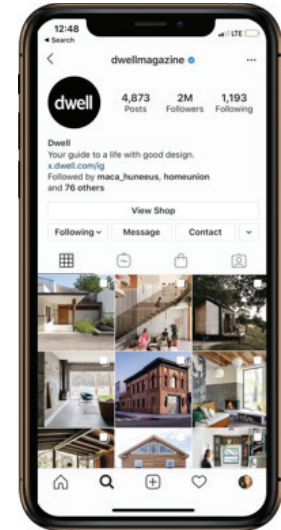 12:48
LTE
Search
dwellmagazine
dwell
4,873
2M
1,193
Posts
Followers
Following
Dwell
Your guide to a life with good design.
x.dwell.com/ig
Followed by maca_huneeus, homeunion
and 76 others
View Shop
Following
Message
Contact